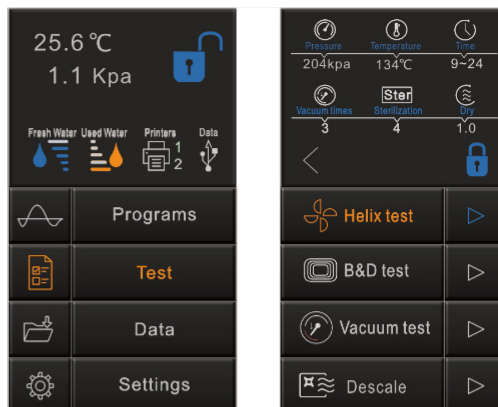 25.6℃
1.1 Kpa
Fresh Water Used Water Printers Data
1
2
Programs
Test
Data
Settings
Pressure Temperature Time
204kpa 134℃ 9~24
Ster
Vacuum times Sterilization Dry
3 4 1.0
Helix test
B&D test
Vacuum test
Descale